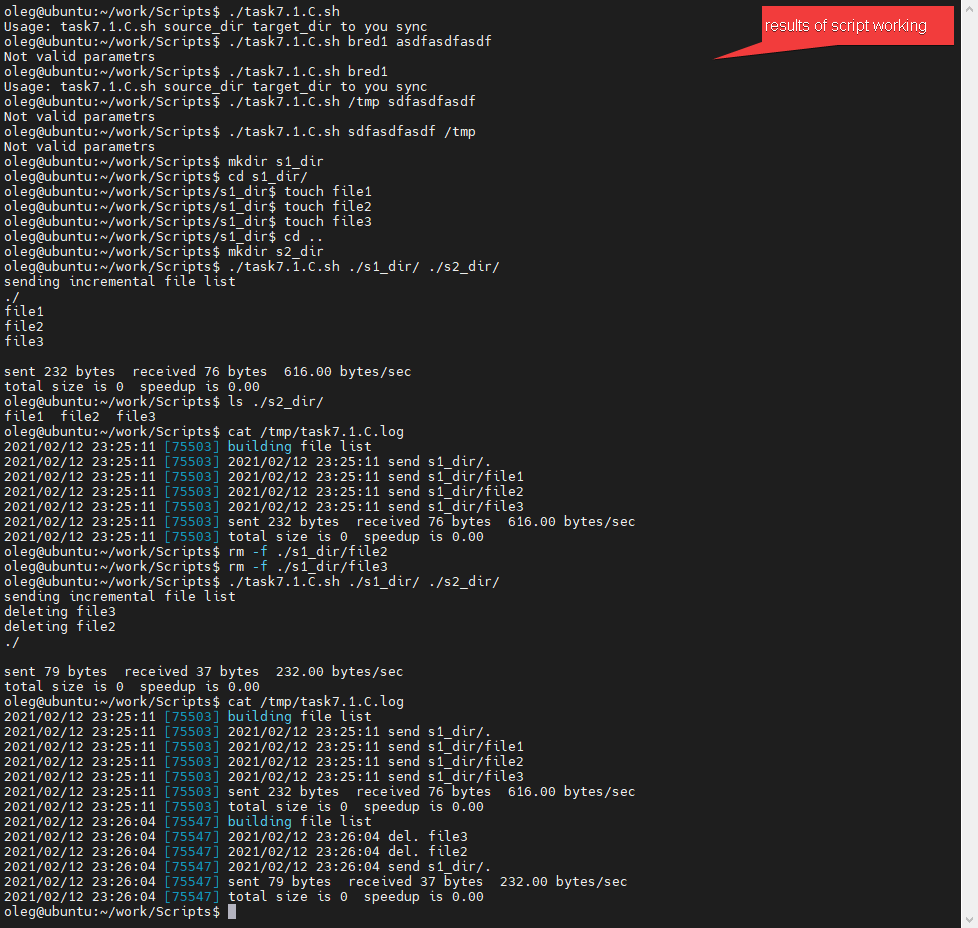 oleg@ubuntu:~/work/Scripts$ ./task7.1.C.sh
results of script working
Usage: task7.1.C.sh source_dir target_dir to you sync
oleg@ubuntu:~/work/Scripts$ ./task7.1.C.sh bred1 asdfasdfasdf
Not valid parametrs
oleg@ubuntu:~/work/Scripts$ ./task7.1.C.sh bred1
Usage: task7.1.C.sh source_dir target_dir to you sync
oleg@ubuntu:~/work/Scripts$ ./task7.1.C.sh /tmp sdfasdfasdf
Not valid parametrs
oleg@ubuntu:~/work/Scripts$ ./task7.1.C.sh sdfasdfasdf /tmp
Not valid parametrs
oleg@ubuntu:~/work/Scripts$ mkdir s1_dir
oleg@ubuntu:~/work/Scripts$ cd s1_dir/
oleg@ubuntu:~/work/Scripts/s1_dir$ touch file1
oleg@ubuntu:~/work/Scripts/s1_dir$ touch file2
oleg@ubuntu:~/work/Scripts/s1_dir$ touch file3
oleg@ubuntu:~/work/Scripts/s1_dir$ cd ..
oleg@ubuntu:~/work/Scripts$ mkdir s2_dir
oleg@ubuntu:~/work/Scripts$ ./task7.1.C.sh ./s1_dir/ ./s2_dir/
sending incremental file list
./
file1
file2
file3
sent 232 bytes  received 76 bytes  616.00 bytes/sec
total size is 0  speedup is 0.00
oleg@ubuntu:~/work/Scripts$ ls ./s2_dir/
file1  file2  file3
oleg@ubuntu:~/work/Scripts$ cat /tmp/task7.1.C.log
2021/02/12 23:25:11 [75503] building file list
2021/02/12 23:25:11 [75503] 2021/02/12 23:25:11 send s1_dir/.
2021/02/12 23:25:11 [75503] 2021/02/12 23:25:11 send s1_dir/file1
2021/02/12 23:25:11 [75503] 2021/02/12 23:25:11 send s1_dir/file2
2021/02/12 23:25:11 [75503] 2021/02/12 23:25:11 send s1_dir/file3
2021/02/12 23:25:11 [75503] sent 232 bytes  received 76 bytes  616.00 bytes/sec
2021/02/12 23:25:11 [75503] total size is 0  speedup is 0.00
oleg@ubuntu:~/work/Scripts$ rm -f ./s1_dir/file2
oleg@ubuntu:~/work/Scripts$ rm -f ./s1_dir/file3
oleg@ubuntu:~/work/Scripts$ ./task7.1.C.sh ./s1_dir/ ./s2_dir/
sending incremental file list
deleting file3
deleting file2
./
sent 79 bytes  received 37 bytes  232.00 bytes/sec
total size is 0  speedup is 0.00
oleg@ubuntu:~/work/Scripts$ cat /tmp/task7.1.C.log
2021/02/12 23:25:11 [75503] building file list
2021/02/12 23:25:11 [75503] 2021/02/12 23:25:11 send s1_dir/.
2021/02/12 23:25:11 [75503] 2021/02/12 23:25:11 send s1_dir/file1
2021/02/12 23:25:11 [75503] 2021/02/12 23:25:11 send s1_dir/file2
2021/02/12 23:25:11 [75503] 2021/02/12 23:25:11 send s1_dir/file3
2021/02/12 23:25:11 [75503] sent 232 bytes  received 76 bytes  616.00 bytes/sec
2021/02/12 23:25:11 [75503] total size is 0  speedup is 0.00
2021/02/12 23:26:04 [75547] building file list
2021/02/12 23:26:04 [75547] 2021/02/12 23:26:04 del. file3
2021/02/12 23:26:04 [75547] 2021/02/12 23:26:04 del. file2
2021/02/12 23:26:04 [75547] 2021/02/12 23:26:04 send s1_dir/.
2021/02/12 23:26:04 [75547] sent 79 bytes  received 37 bytes  232.00 bytes/sec
2021/02/12 23:26:04 [75547] total size is 0  speedup is 0.00
oleg@ubuntu:~/work/Scripts$